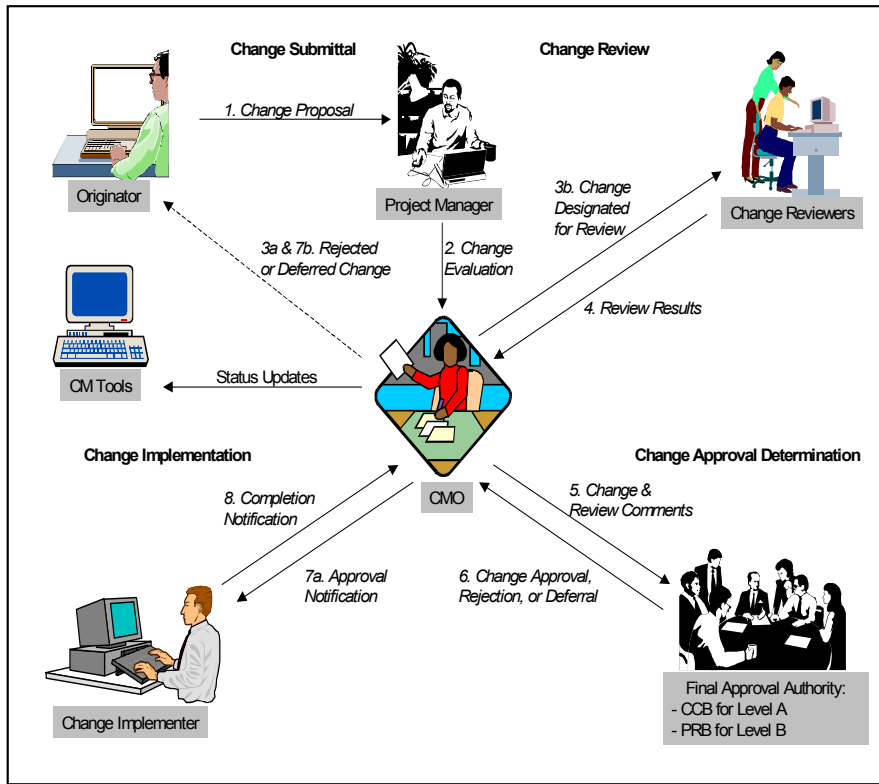 Change Submittal
Change Review
1. Change Proposal
Originator
Project Manager
Change Reviewers
3b. Change
Designated
for Review
3a & 7b. Rejected
or Deferred Change
2. Change
Evaluation
4. Review Results
CM Tools
Status Updates
Change Implementation
Change Approval Determination
CMO
8. Completion
Notification
5. Change &
Review Comments
7a. Approval
Notification
6. Change Approval,
Rejection, or Deferral
Change Implementer
Final Approval Authority:
- CCB for Level A
- PRB for Level B